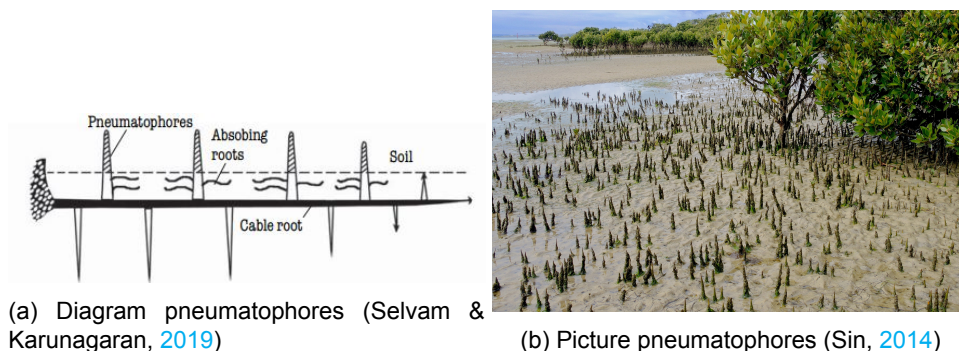 Pneumatophores
Absobing
roots
Soil
Cable root
(a) Diagram pneumatophores (Selvam &
Karunagaran, 2019)
(b) Picture pneumatophores (Sin, 2014)